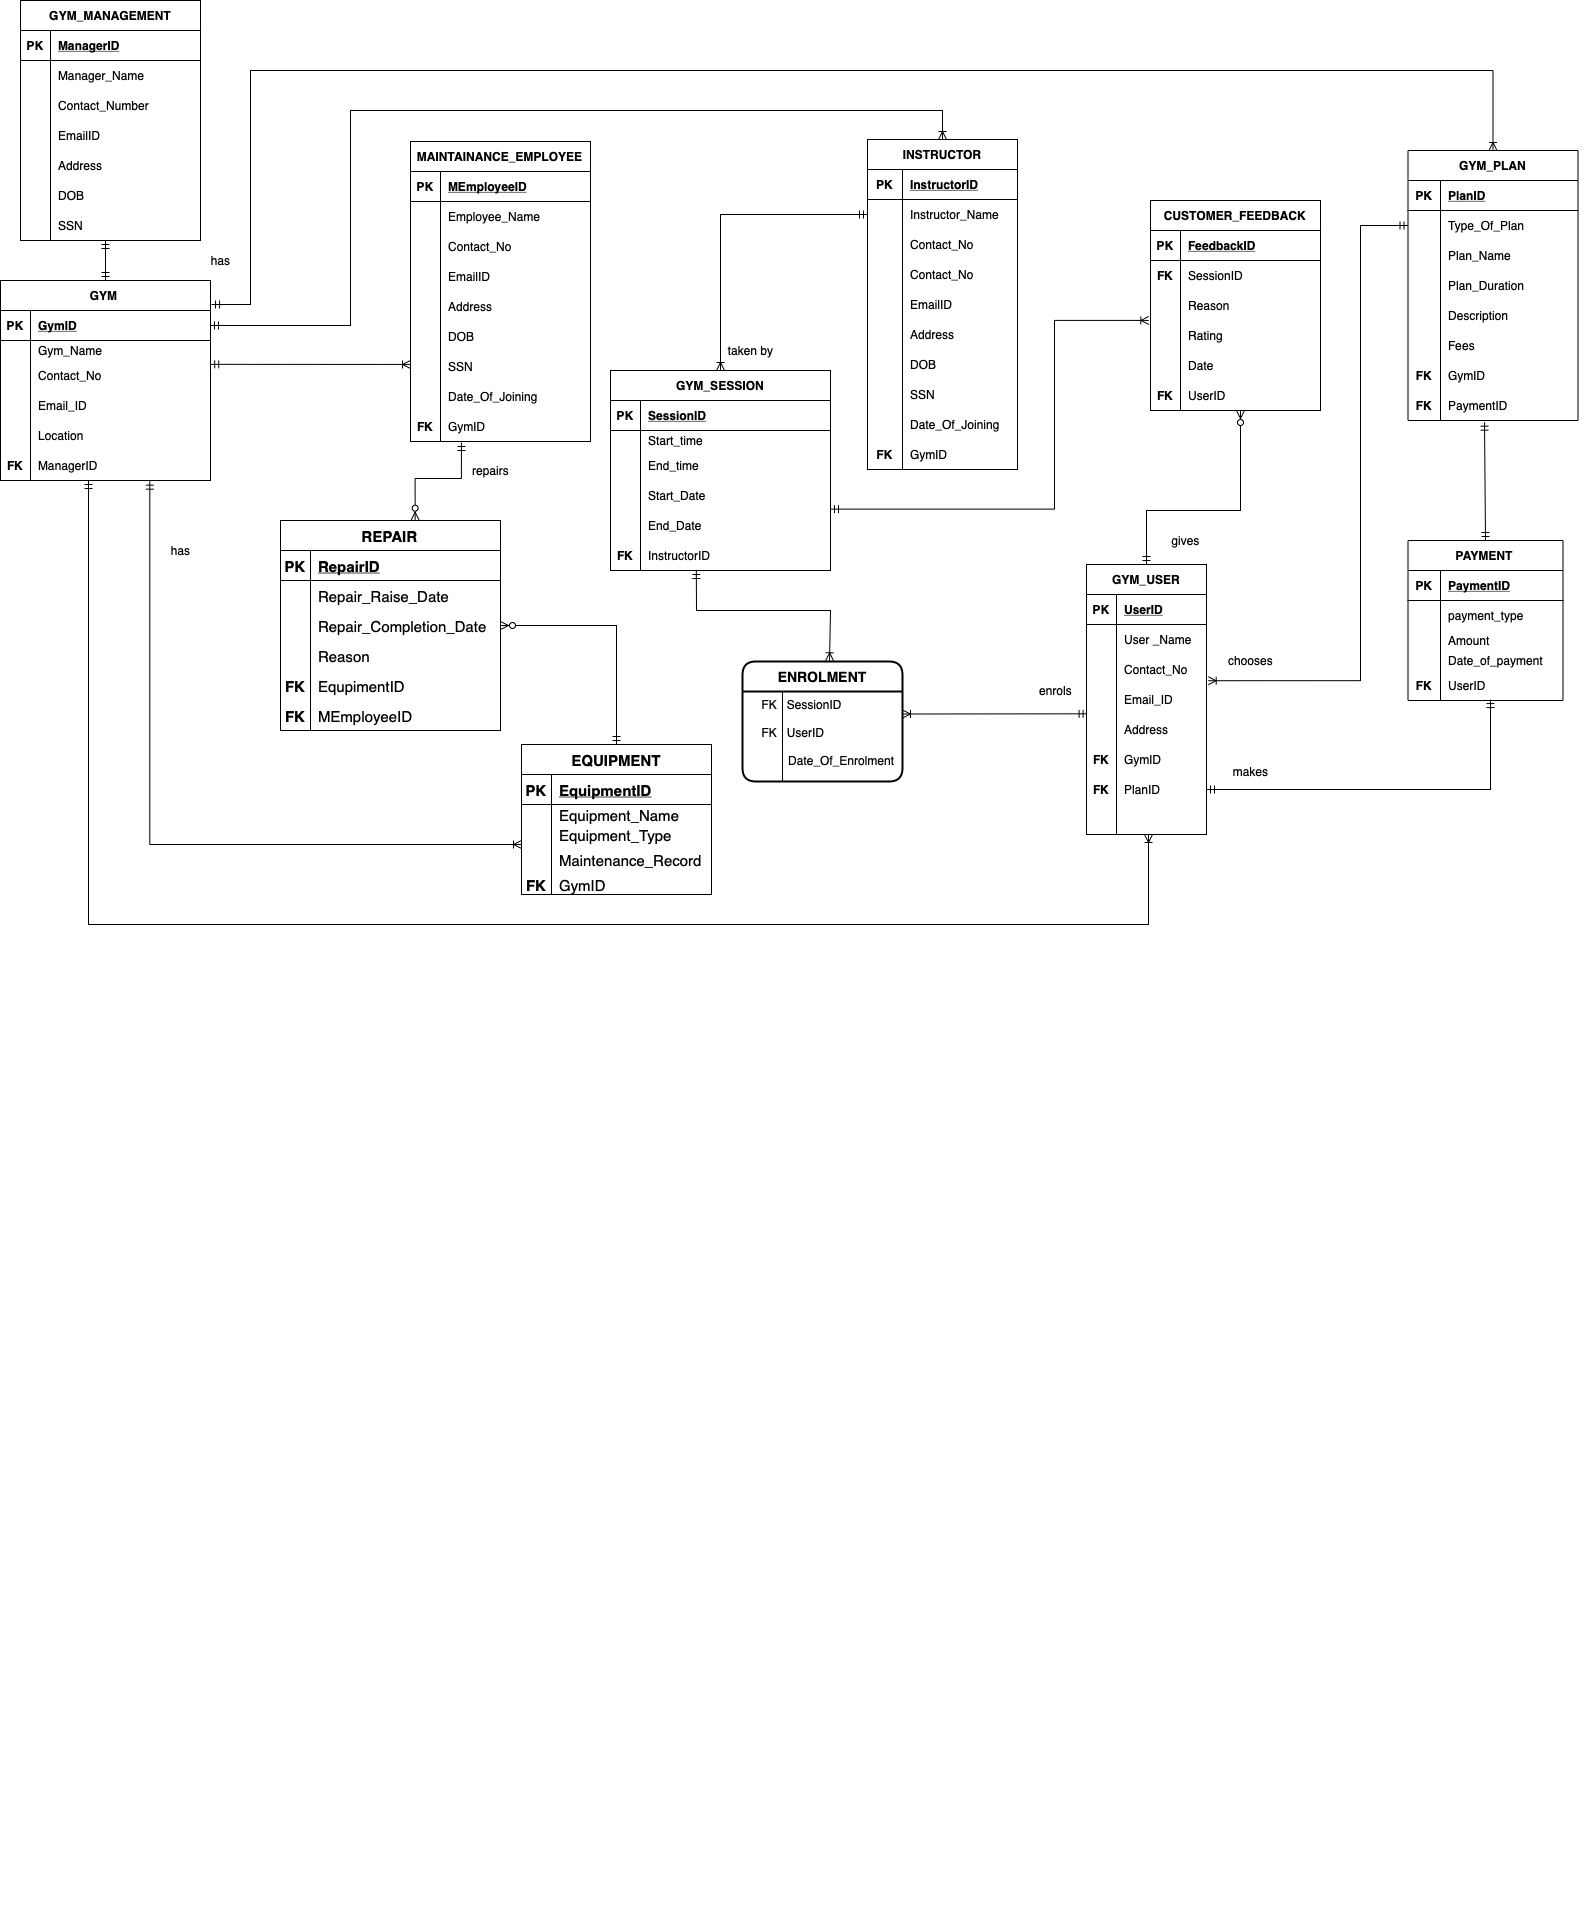 GYM_MANAGEMENT
PK ManagerID
Manager_Name
Contact_Number
EmailID
Address
DOB
SSN
has
GYM
PK GymID
Gym_Name
Contact_No
Email_ID
Location
FK ManagerID
has
MAINTAINANCE_EMPLOYEE
PK MEmployeeID
Employee_Name
Contact_No
EmailID
Address
DOB
SSN
Date_Of_Joining
FK GymID
repairs
REPAIR
PK RepairID
Repair_Raise_Date
Repair_Completion_Date
Reason
FK EqupimentID
FK MEmployeeID
EQUIPMENT
PK EquipmentID
Equipment_Name
Equipment_Type
Maintenance_Record
FK GymID
taken by
GYM_SESSION
PK SessionID
Start_time
End_time
Start_Date
End_Date
FK InstructorID
INSTRUCTOR
PK InstructorID
Instructor_Name
Contact_No
Contact_No
EmailID
Address
DOB
SSN
Date_Of_Joining
FK GymID
ENROLMENT
FK SessionID
FK UserID
Date_Of_Enrolment
enrols
CUSTOMER_FEEDBACK
PK FeedbackID
FK SessionID
Reason
Rating
Date
FK UserID
gives
GYM_USER
PK UserID
User _Name
Contact_No
Email_ID
Address
FK GymID
FK PlanID
chooses
makes
GYM_PLAN
PK PlanID
Type_Of_Plan
Plan_Name
Plan_Duration
Description
Fees
FK GymID
FK PaymentID
PAYMENT
PK PaymentID
payment_type
Amount
Date_of_payment
FK UserID